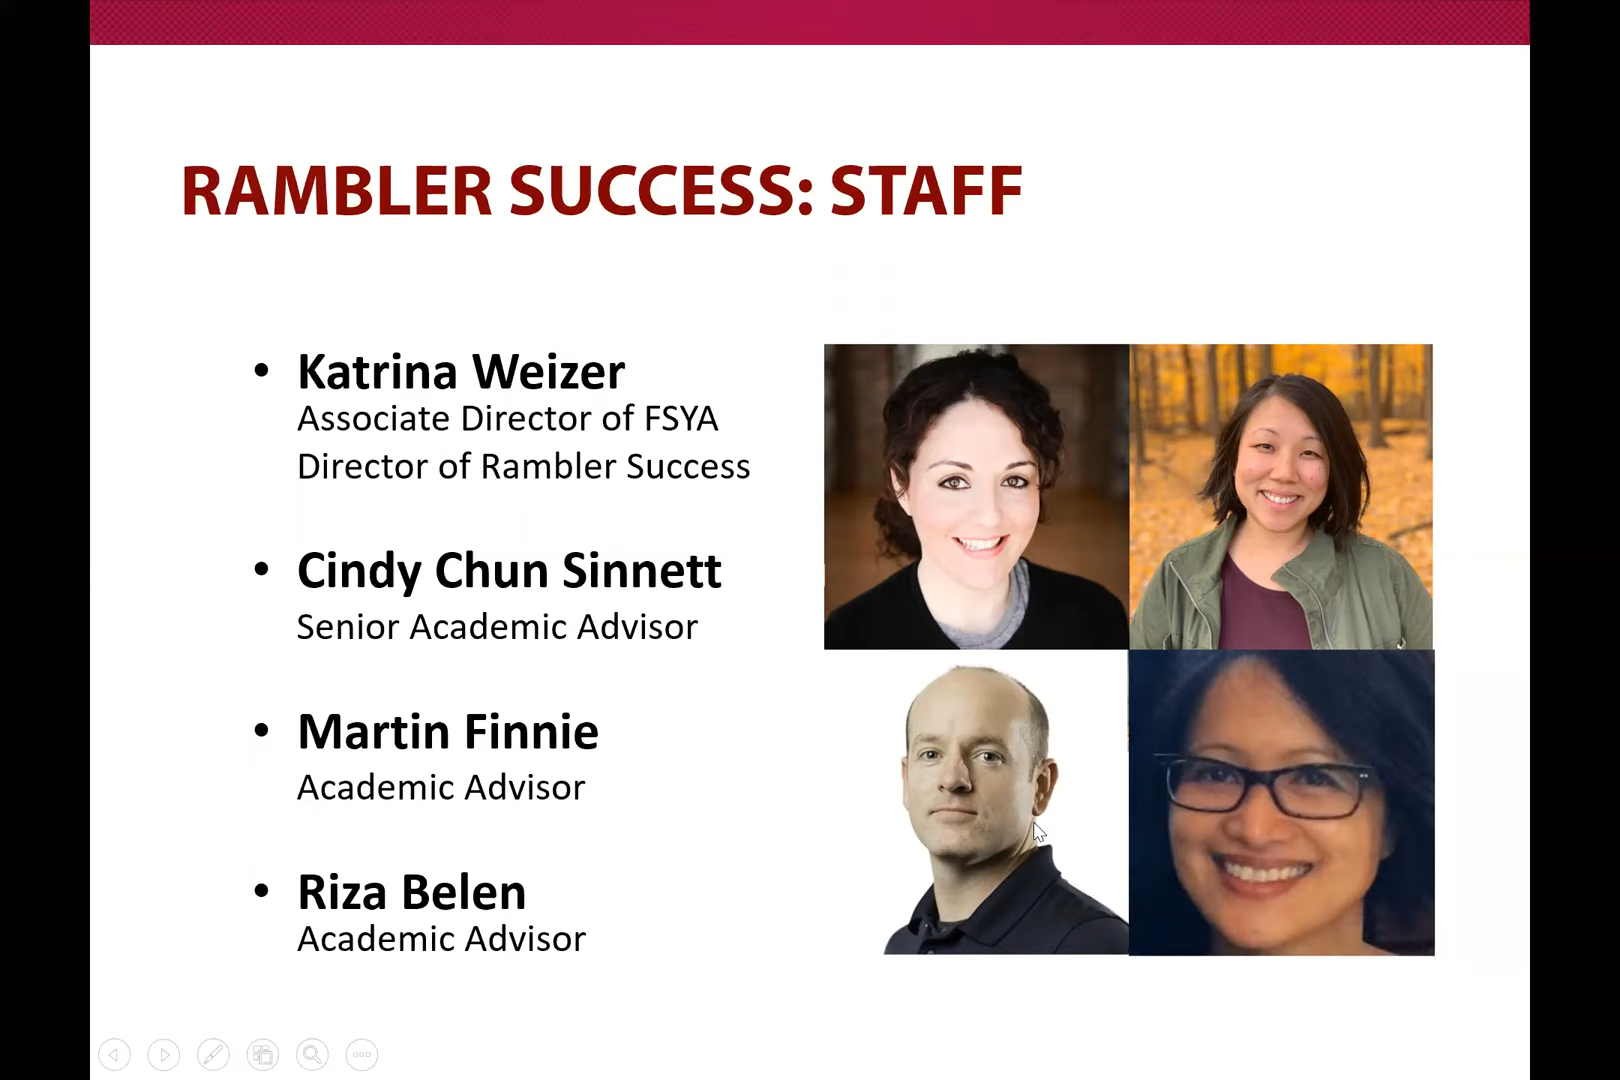 RAMBLER SUCCESS: STAFF
• Katrina Weizer
Associate Director of FSYA
Director of Rambler Success
• Cindy Chun Sinnett
Senior Academic Advisor
• Martin Finnie
Academic Advisor
• Riza Belen
Academic Advisor